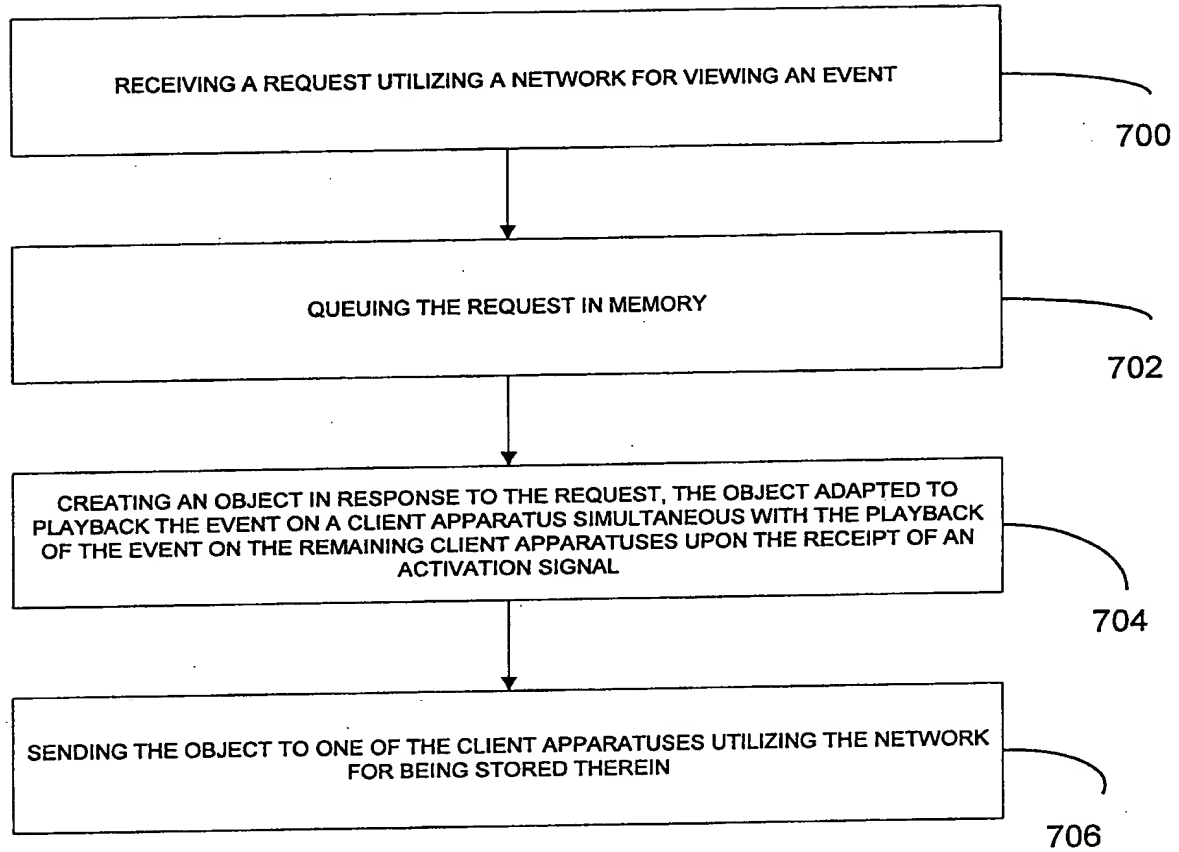 RECEIVING A REQUEST UTILIZING A NETWORK FOR VIEWING AN EVENT
700
QUEUING THE REQUEST IN MEMORY
702
CREATING AN OBJECT IN RESPONSE TO THE REQUEST, THE OBJECT ADAPTED TO
PLAYBACK THE EVENT ON A CLIENT APPARATUS SIMULTANEOUS WITH THE PLAYBACK
OF THE EVENT ON THE REMAINING CLIENT APPARATUSES UPON THE RECEIPT OF AN
ACTIVATION SIGNAL
704
SENDING THE OBJECT TO ONE OF THE CLIENT APPARATUSES UTILIZING THE NETWORK
FOR BEING STORED THEREIN
706